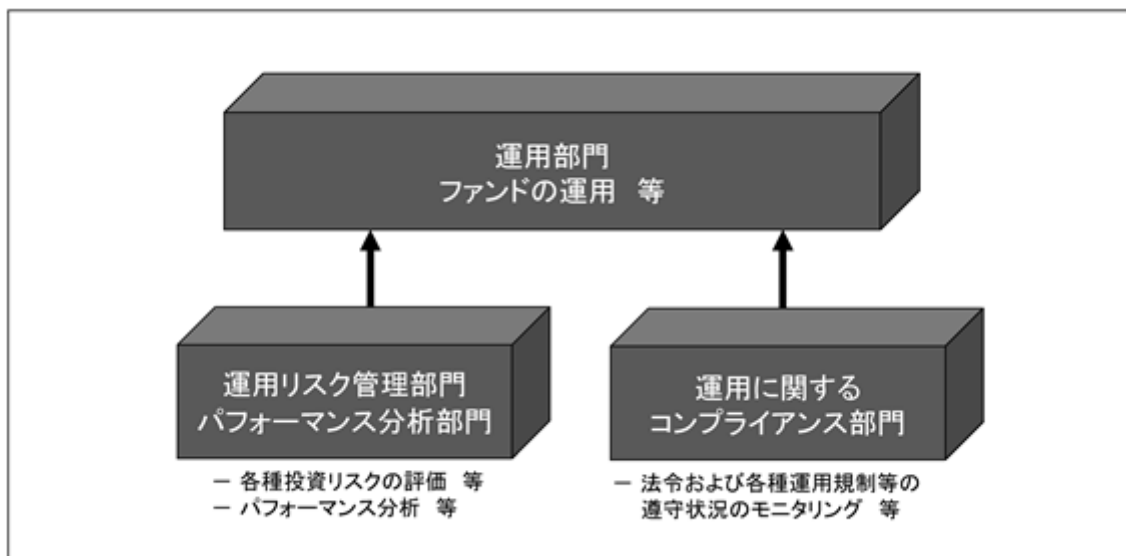 運用部門
ファンドの運用 等
運用リスク管理部門
パフォーマンス分析部門
運用に関する
コンプライアンス部門
― 各種投資リスクの評価 等
― パフォーマンス分析 等
― 法令および各種運用規制等の
遵守状況のモニタリング 等